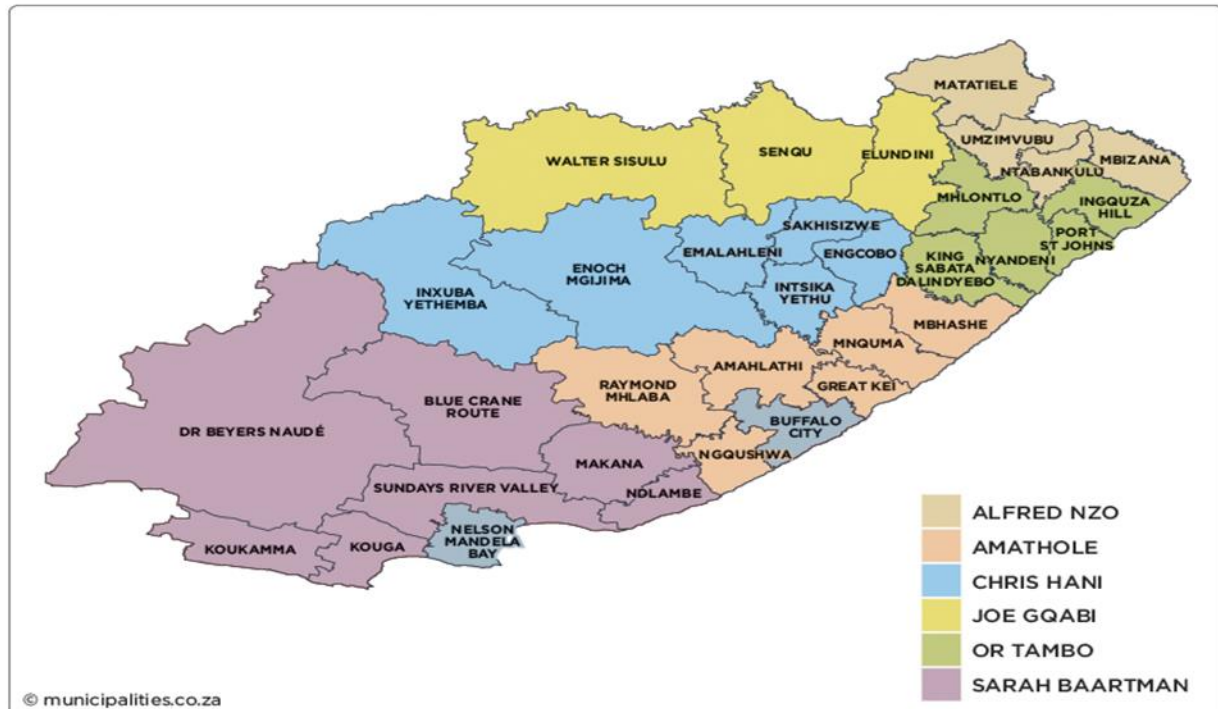 MATATIELE
UMZIMVUBU
MBIZANA
NTABANKULU
WALTER SISULU
SENQU
ELUNDINI
MHLONTLO
INGQUZA
HILL
PORT
ST JOHNS
NYANDENI
KING
SABATA
DALINDYEBO
SAKHISIZWE
EMALAHLENI
ENGCOBO
ENOCH
MGIJIMA
INTSIKA
YETHU
INXUBA
YETHEMBA
MBHASHE
MNQUMA
AMAHLATHI
GREAT KEI
RAYMOND
MHLABA
BLUE CRANE
ROUTE
BUFFALO
CITY
DR BEYERS NAUDÉ
NGQUSHWA
MAKANA
SUNDAYS RIVER VALLEY
NDLAMBE
NELSON
MANDELA
BAY
KOUKAMMA
KOUGA
ALFRED NZO
AMATHOLE
CHRIS HANI
JOE GQABI
OR TAMBO
SARAH BAARTMAN
© municipalities.co.za